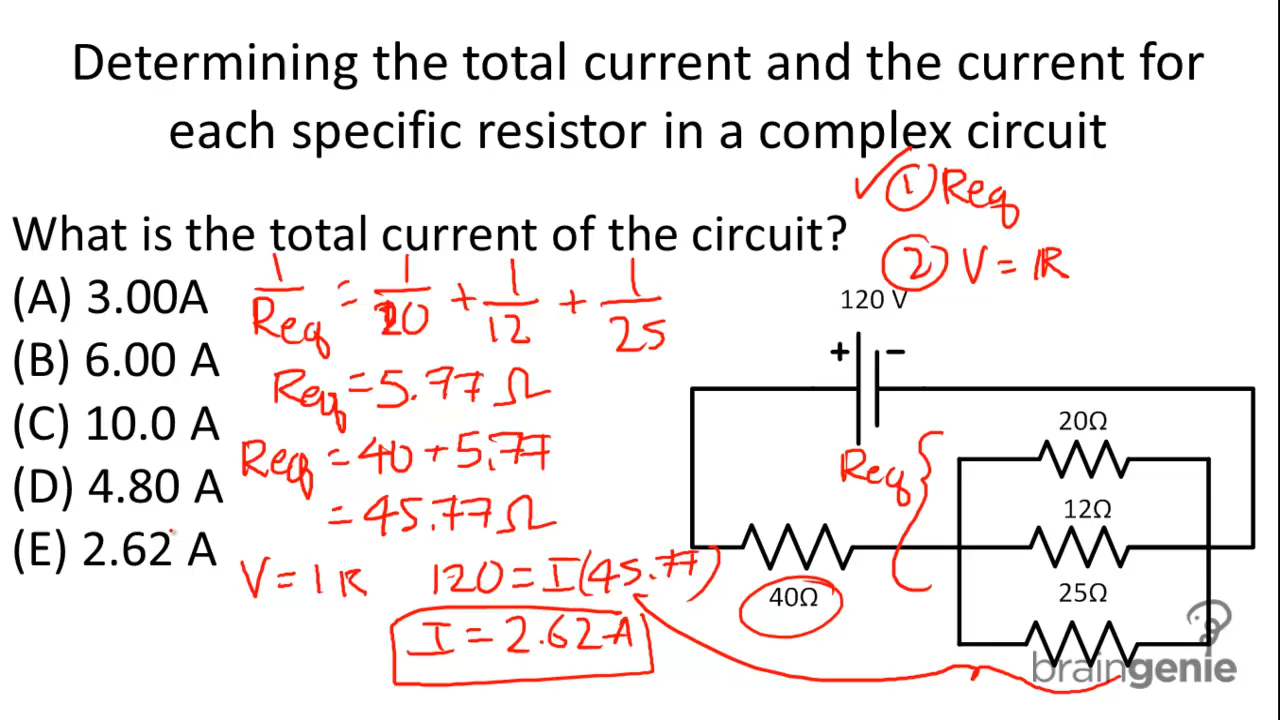 Determining the total current and the current for
each specific resistor in a complex circuit
✓ ① Req
② V = IR
What is the total current of the circuit?
(A) 3.00A
(B) 6.00 A
(C) 10.0 A
(D) 4.80 A
(E) 2.62 A
1/Req = 1/20 + 1/12 + 1/25
Req = 5.77 Ω
Req = 40 + 5.77
= 45.77 Ω
V = IR 120 = I(45.77)
I = 2.62 A
120 V
+ −
Req
20Ω
12Ω
40Ω
25Ω
braingenie